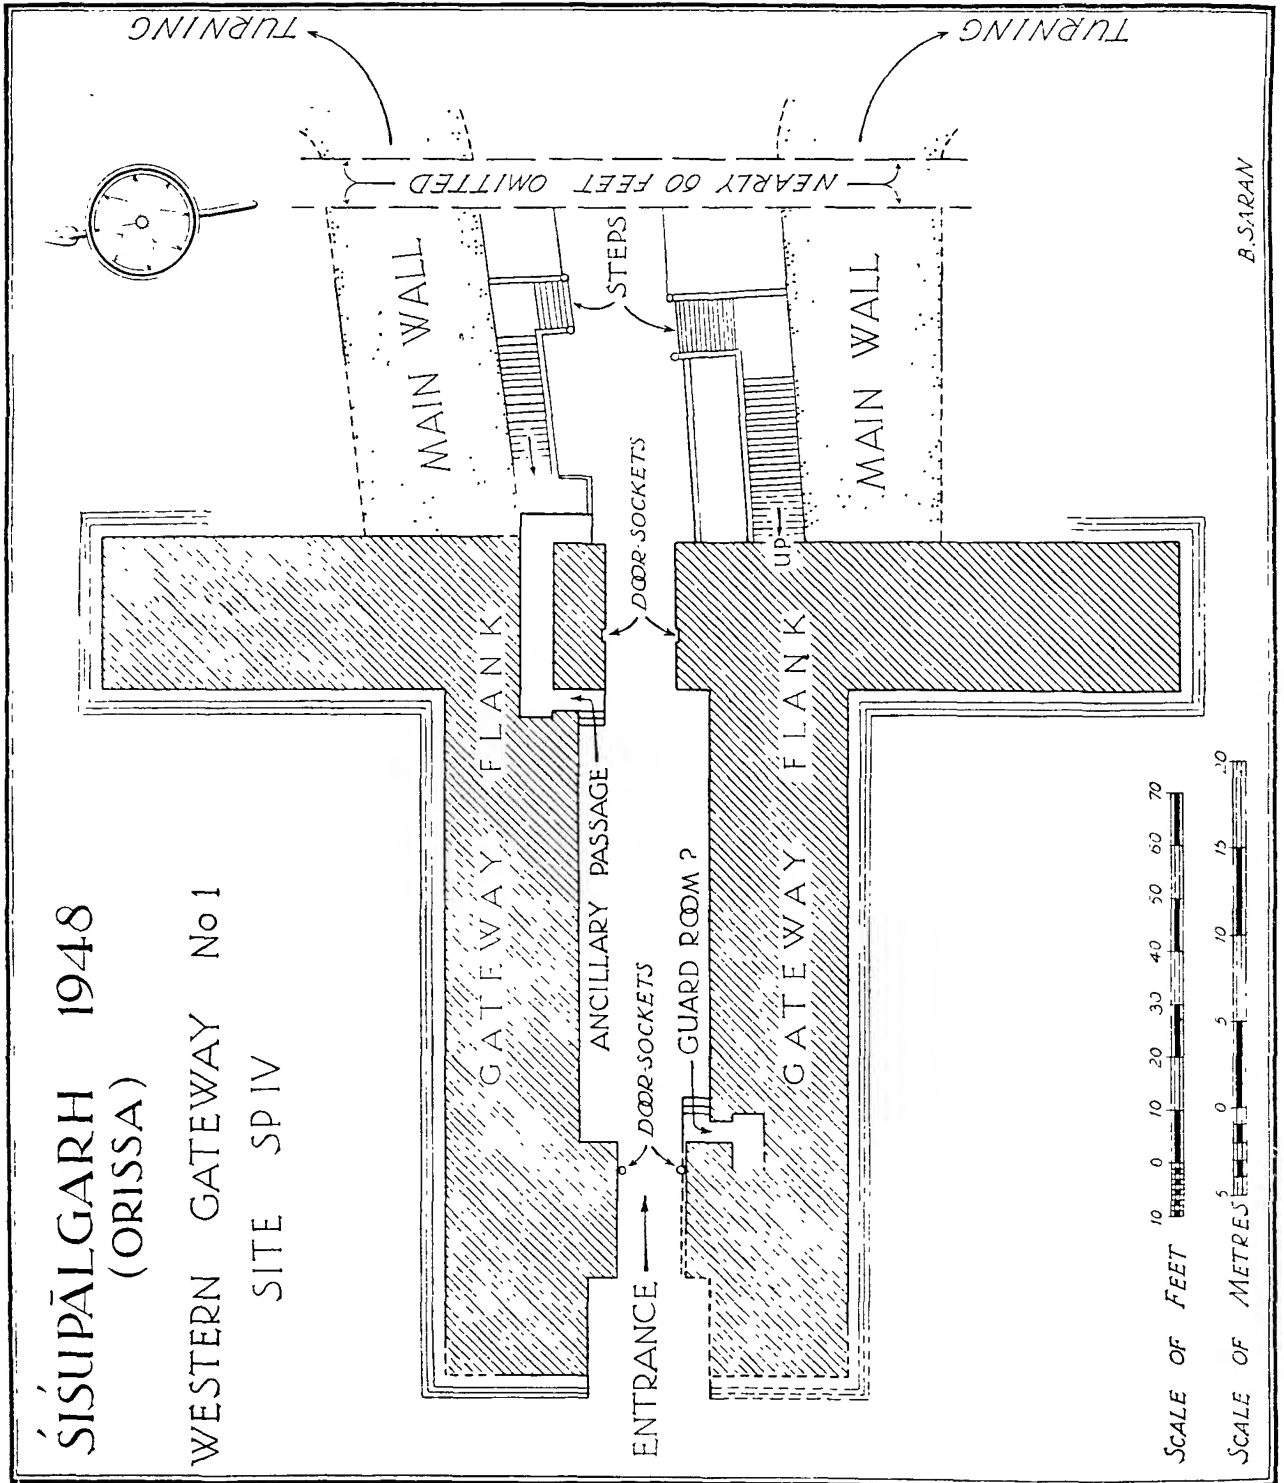 ŚIŚUPĀLGARH 1948
(ORISSA)
WESTERN GATEWAY No 1
SITE SP IV
TURNING
TURNING
NEARLY 60 FEET OMITTED
MAIN WALL
STEPS
MAIN WALL
GATEWAY FLANK
DOOR-SOCKETS
UP
ANCILLARY PASSAGE
GUARD ROOM ?
DOOR-SOCKETS
GATEWAY FLANK
ENTRANCE
10 0 10 20 30 40 50 60 70
SCALE OF FEET
5 0 5 10 15 20
SCALE OF METRES
B. SARAN